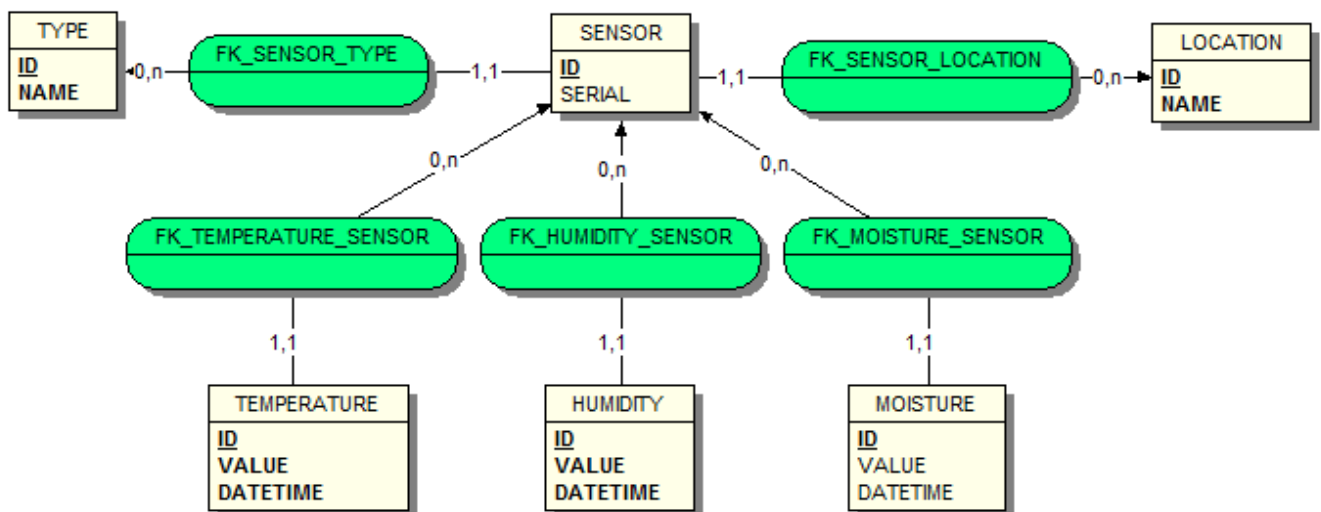 TYPE
ID
NAME
0,n
FK_SENSOR_TYPE
1,1
SENSOR
ID
SERIAL
1,1
FK_SENSOR_LOCATION
0,n
LOCATION
ID
NAME
0,n
0,n
0,n
FK_TEMPERATURE_SENSOR
FK_HUMIDITY_SENSOR
FK_MOISTURE_SENSOR
1,1
1,1
1,1
TEMPERATURE
ID
VALUE
DATETIME
HUMIDITY
ID
VALUE
DATETIME
MOISTURE
ID
VALUE
DATETIME